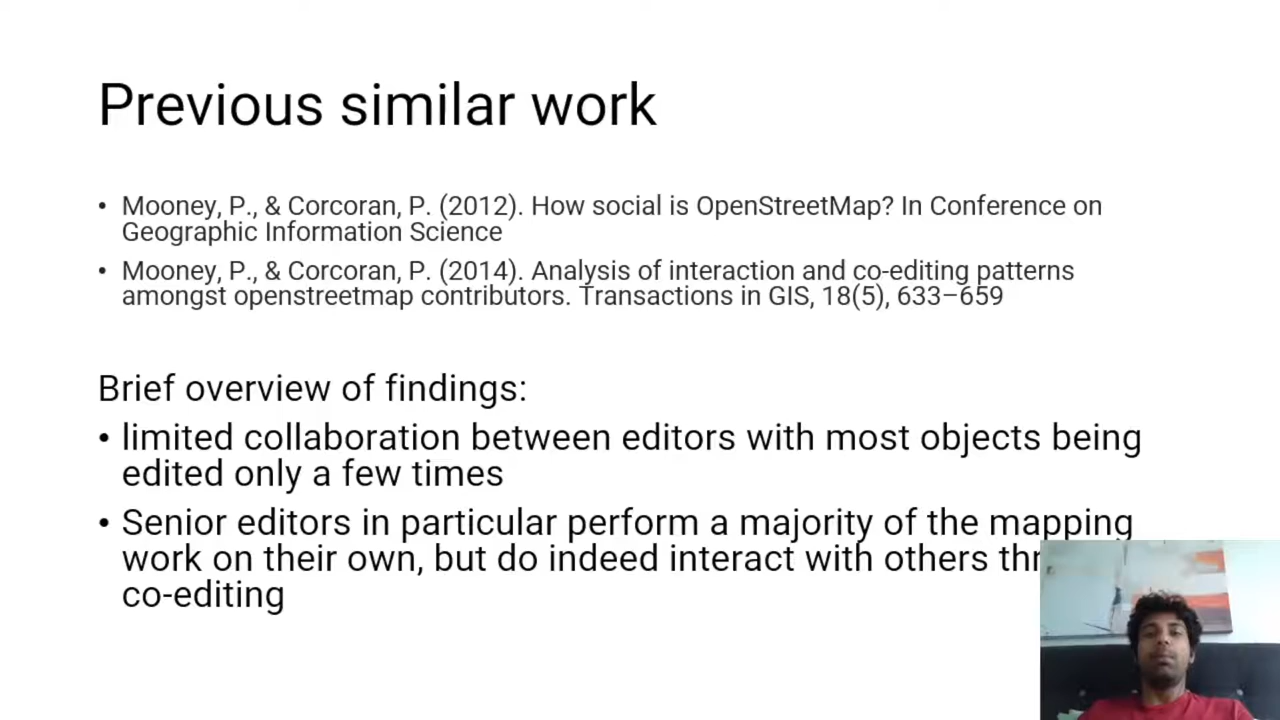 Previous similar work
• Mooney, P., & Corcoran, P. (2012). How social is OpenStreetMap? In Conference on
Geographic Information Science
• Mooney, P., & Corcoran, P. (2014). Analysis of interaction and co-editing patterns
amongst openstreetmap contributors. Transactions in GIS, 18(5), 633–659
Brief overview of findings:
• limited collaboration between editors with most objects being
edited only a few times
• Senior editors in particular perform a majority of the mapping
work on their own, but do indeed interact with others
co-editing